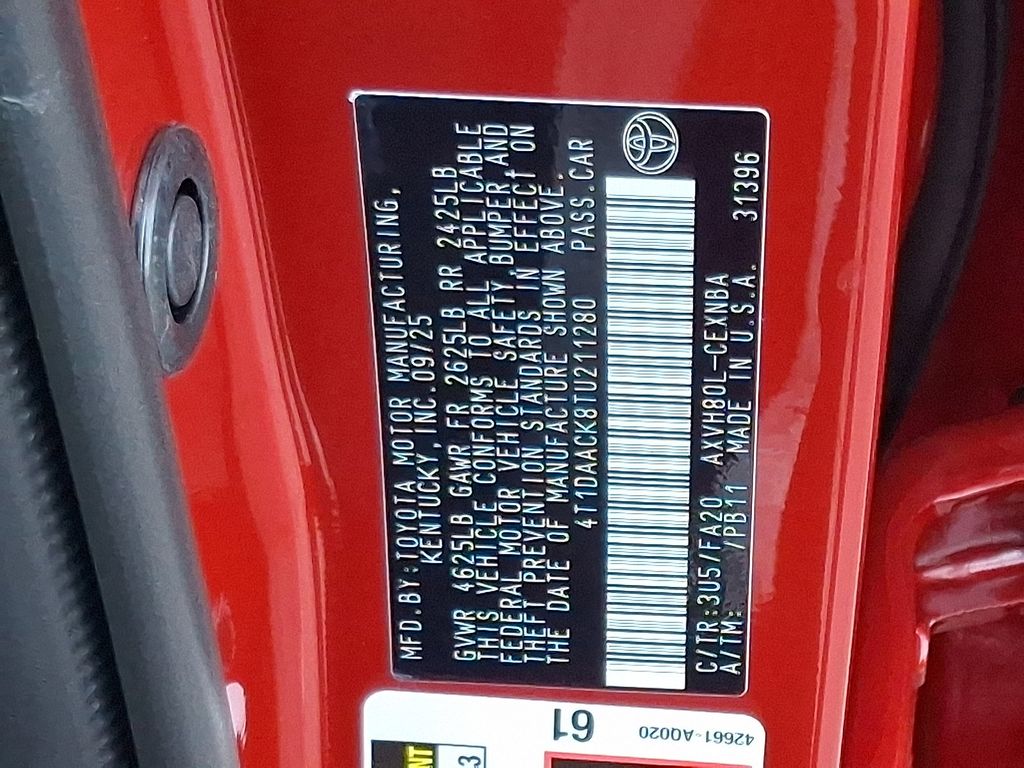 MFD.BY:TOYOTA MOTOR MANUFACTURING,
KENTUCKY, INC.09/25
GVWR 4625LB GAWR FR 2625LB RR 2425LB
THIS VEHICLE CONFORMS TO ALL APPLICABLE
FEDERAL MOTOR VEHICLE SAFETY,BUMPER,AND
THEFT PREVENTION STANDARDS IN EFFECT ON
THE DATE OF MANUFACTURE SHOWN ABOVE.
4T1DAACK8TU211280 PASS.CAR
C/TR:3U5/FA20 AXVH80L-CEXNBA
A/TM: /PB11 MADE IN U.S.A. 31396
61
42661-AQ020
3